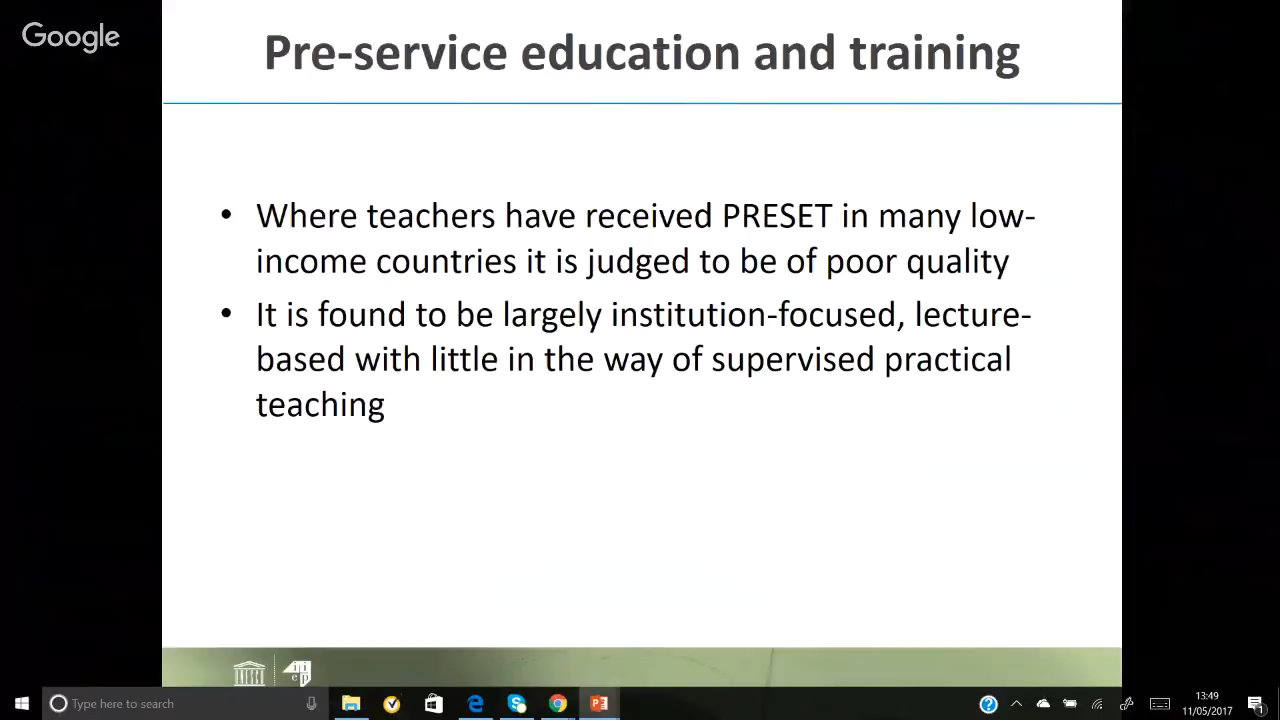 Google
Pre-service education and training
• Where teachers have received PRESET in many low-
income countries it is judged to be of poor quality
• It is found to be largely institution-focused, lecture-
based with little in the way of supervised practical
teaching
Type here to search
13:49
11/05/2017